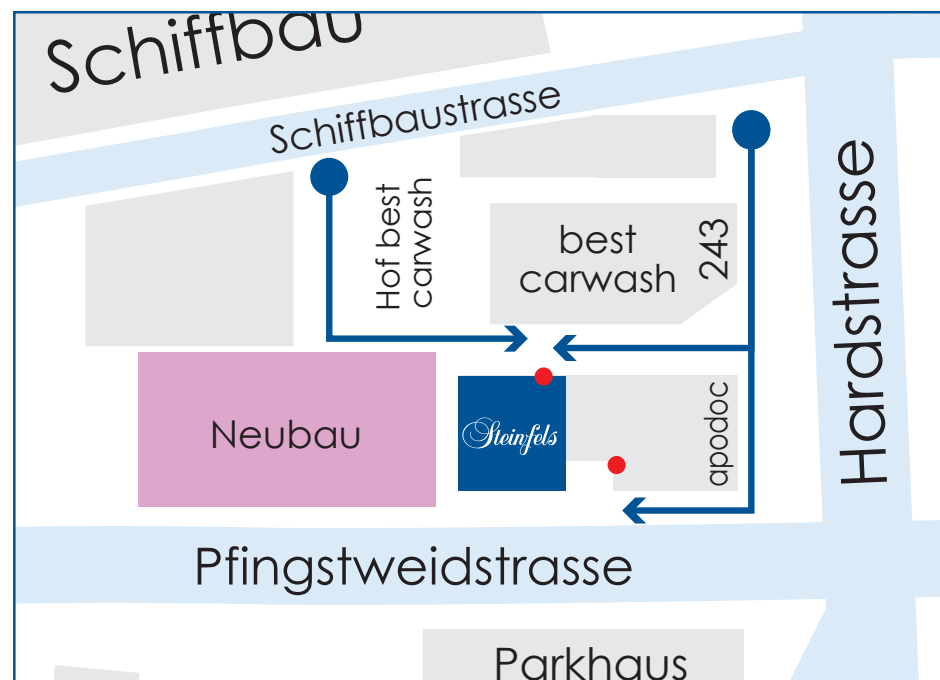 Schiffbau
Schiffbaustrasse
Hof best
carwash
best
carwash
243
Hardstrasse
Neubau
Steinfels
apodoc
Pfingstweidstrasse
Parkhaus